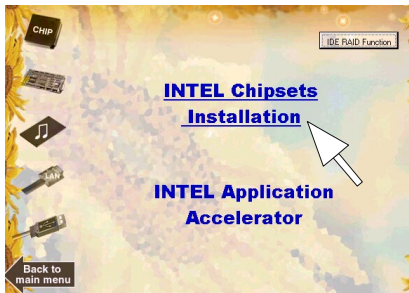 CHIP
IDE RAID Function
INTEL Chipsets
Installation
LAN
INTEL Application
Accelerator
Back to
main menu